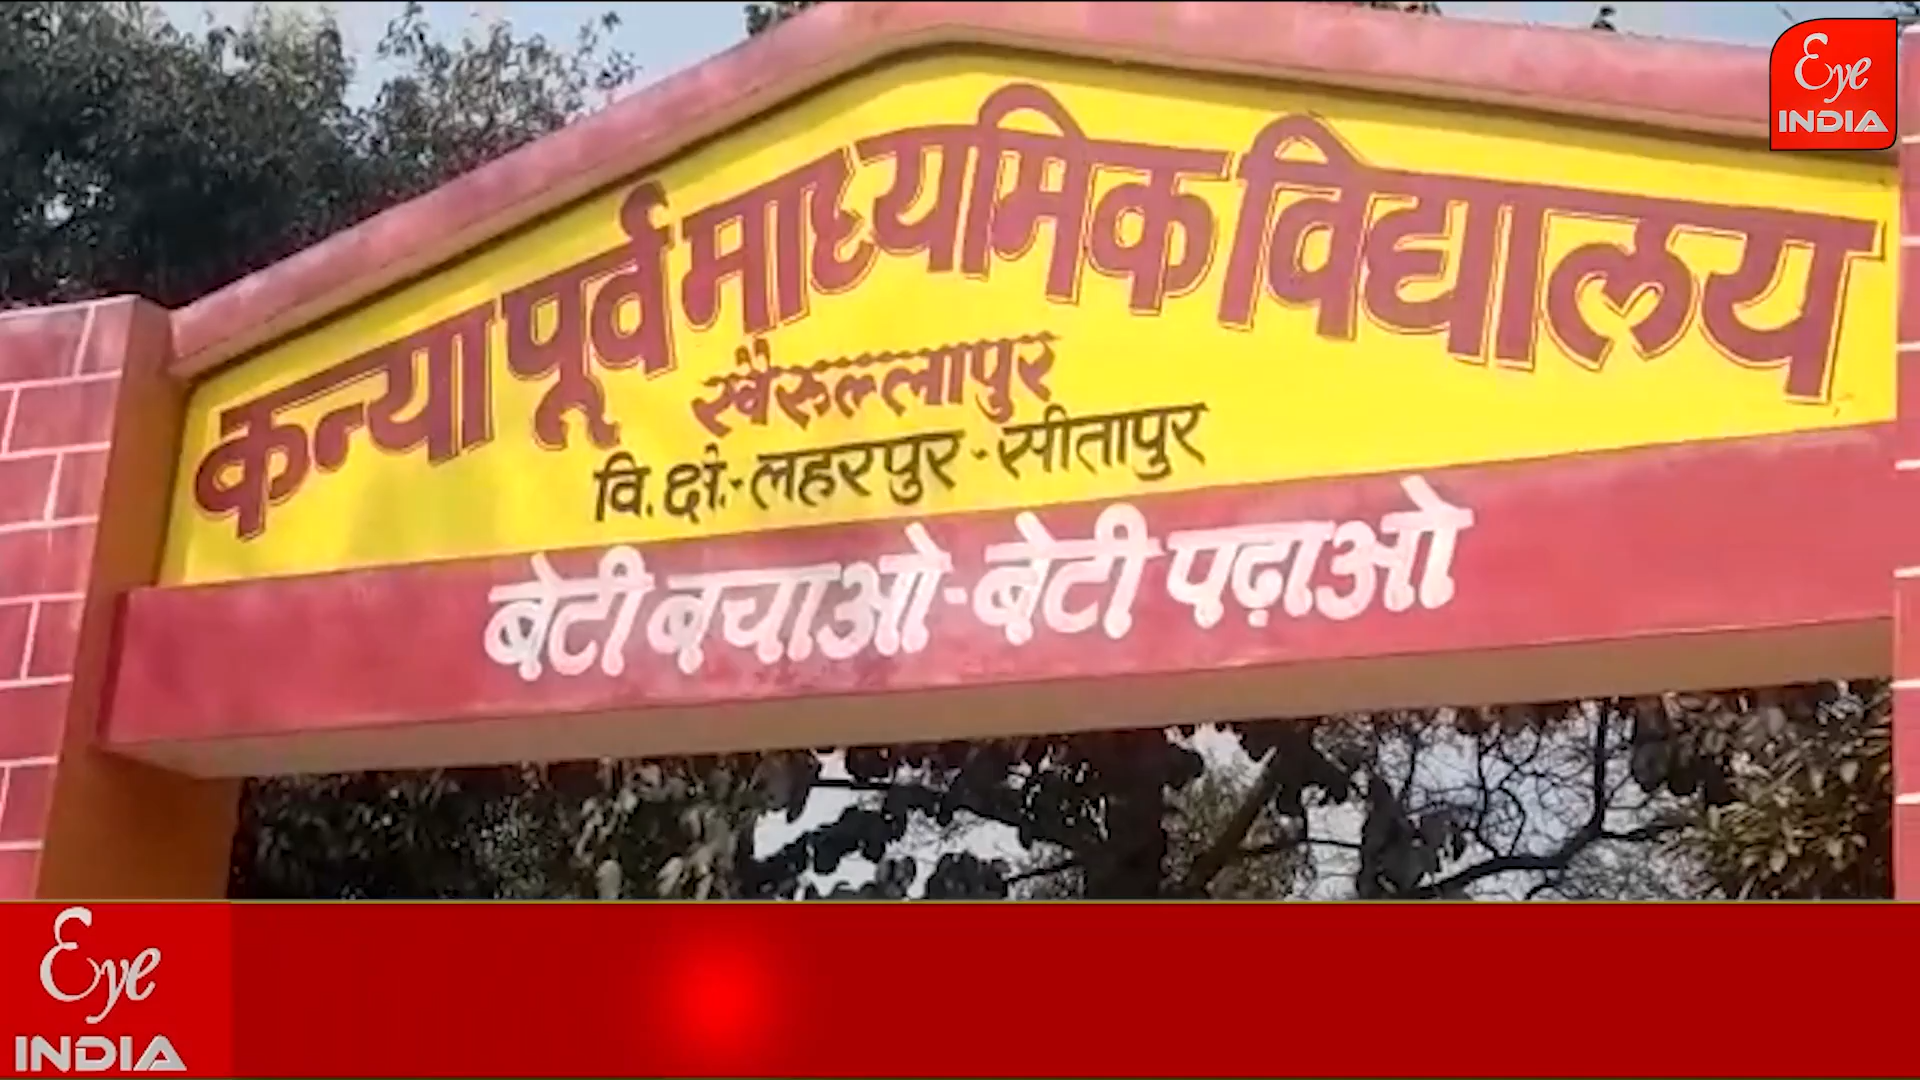 Eye
INDIA
कन्या पूर्व माध्यमिक विद्यालय
खैरुल्लापुर
वि. क्षे.-लहरपुर-सीतापुर
बेटी बचाओ-बेटी पढ़ाओ
Eye
INDIA